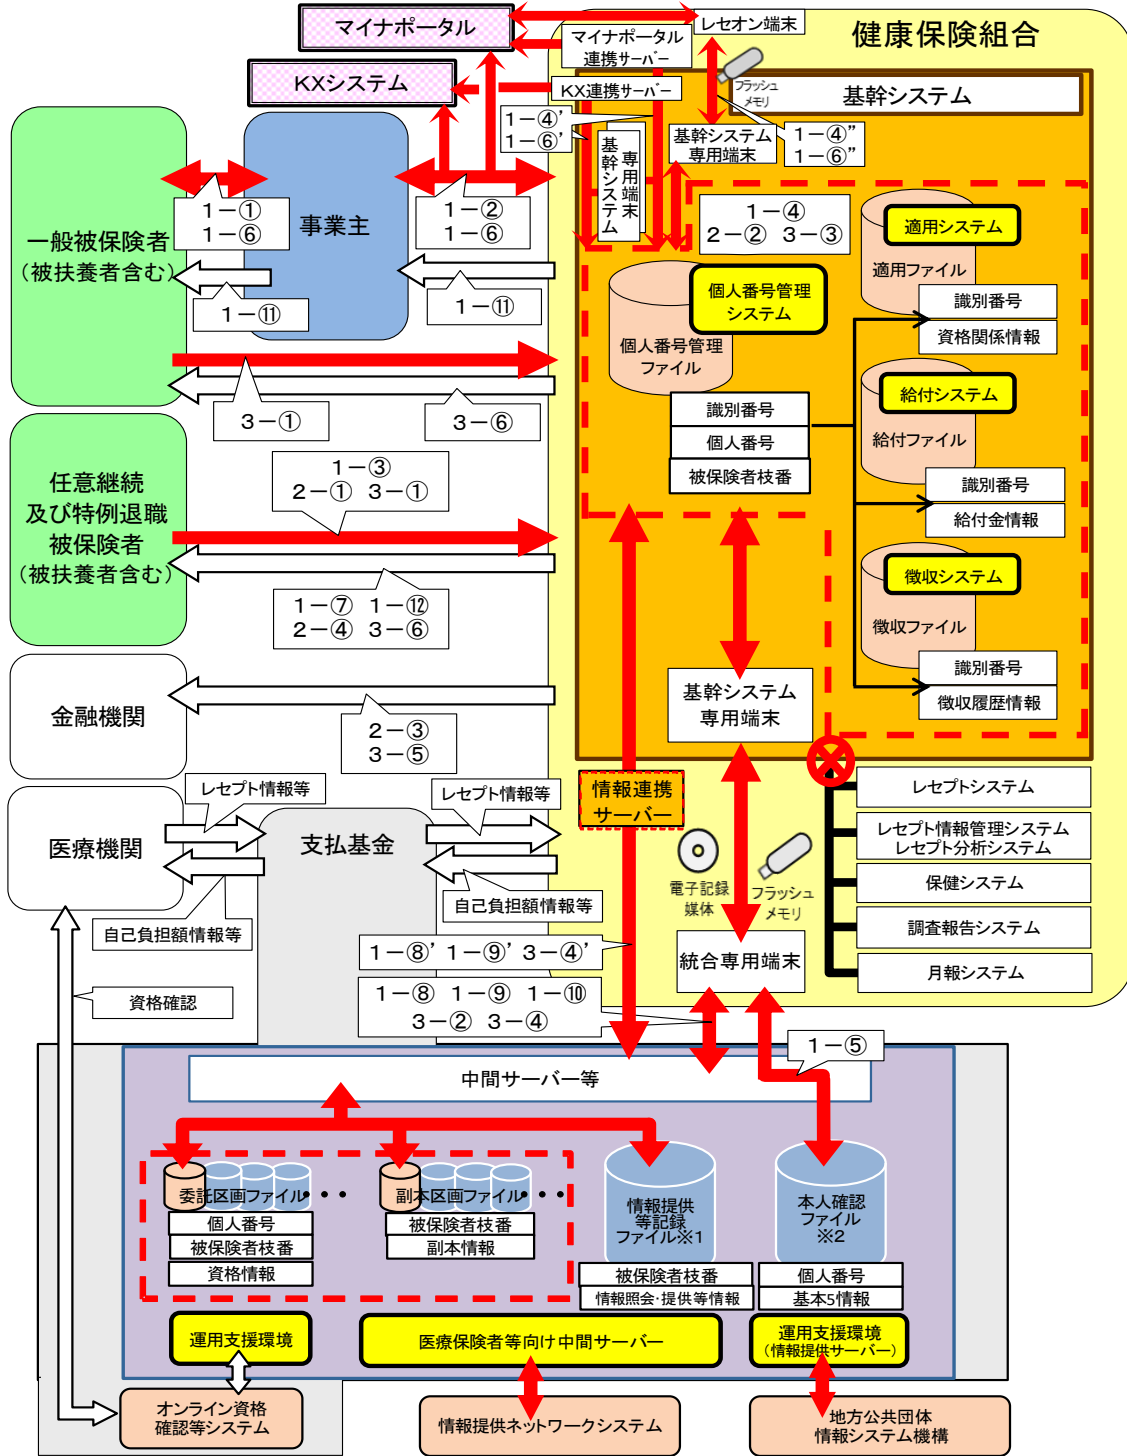 マイナポータル
レセオン端末
健康保険組合
マイナポータル
連携サーバー
KXシステム
KX連携サーバー
フラッシュ
メモリ
基幹システム
1－④’
1－⑥’
基幹システム
専用端末
基幹システム
専用端末
1－④”
1－⑥”
一般被保険者
（被扶養者含む）
1－①
1－⑥
事業主
1－②
1－⑥
1－⑪
1－⑪
3－①
3－⑥
1－④
2－② 3－③
適用システム
適用ファイル
識別番号
資格関係情報
個人番号管理
システム
個人番号管理
ファイル
識別番号
個人番号
被保険者枝番
給付システム
給付ファイル
識別番号
給付金情報
徴収システム
徴収ファイル
識別番号
徴収履歴情報
任意継続
及び特例退職
被保険者
（被扶養者含む）
1－③
2－① 3－①
1－⑦ 1－⑫
2－④ 3－⑥
金融機関
2－③
3－⑤
基幹システム
専用端末
医療機関
レセプト情報等
レセプト情報等
支払基金
自己負担額情報等
自己負担額情報等
資格確認
情報連携
サーバー
電子記録
媒体
フラッシュ
メモリ
統合専用端末
レセプトシステム
レセプト情報管理システム
レセプト分析システム
保健システム
調査報告システム
月報システム
1－⑧’ 1－⑨’ 3－④’
1－⑧ 1－⑨ 1－⑩
3－② 3－④
1－⑤
中間サーバー等
委託区画ファイル・・・
個人番号
被保険者枝番
資格情報
副本区画ファイル・・・
被保険者枝番
副本情報
情報提供
等記録
ファイル※1
被保険者枝番
情報照会・提供等情報
本人確認
ファイル
※2
個人番号
基本5情報
運用支援環境
医療保険者等向け中間サーバー
運用支援環境
（情報提供サーバー）
オンライン資格
確認等システム
情報提供ネットワークシステム
地方公共団体
情報システム機構